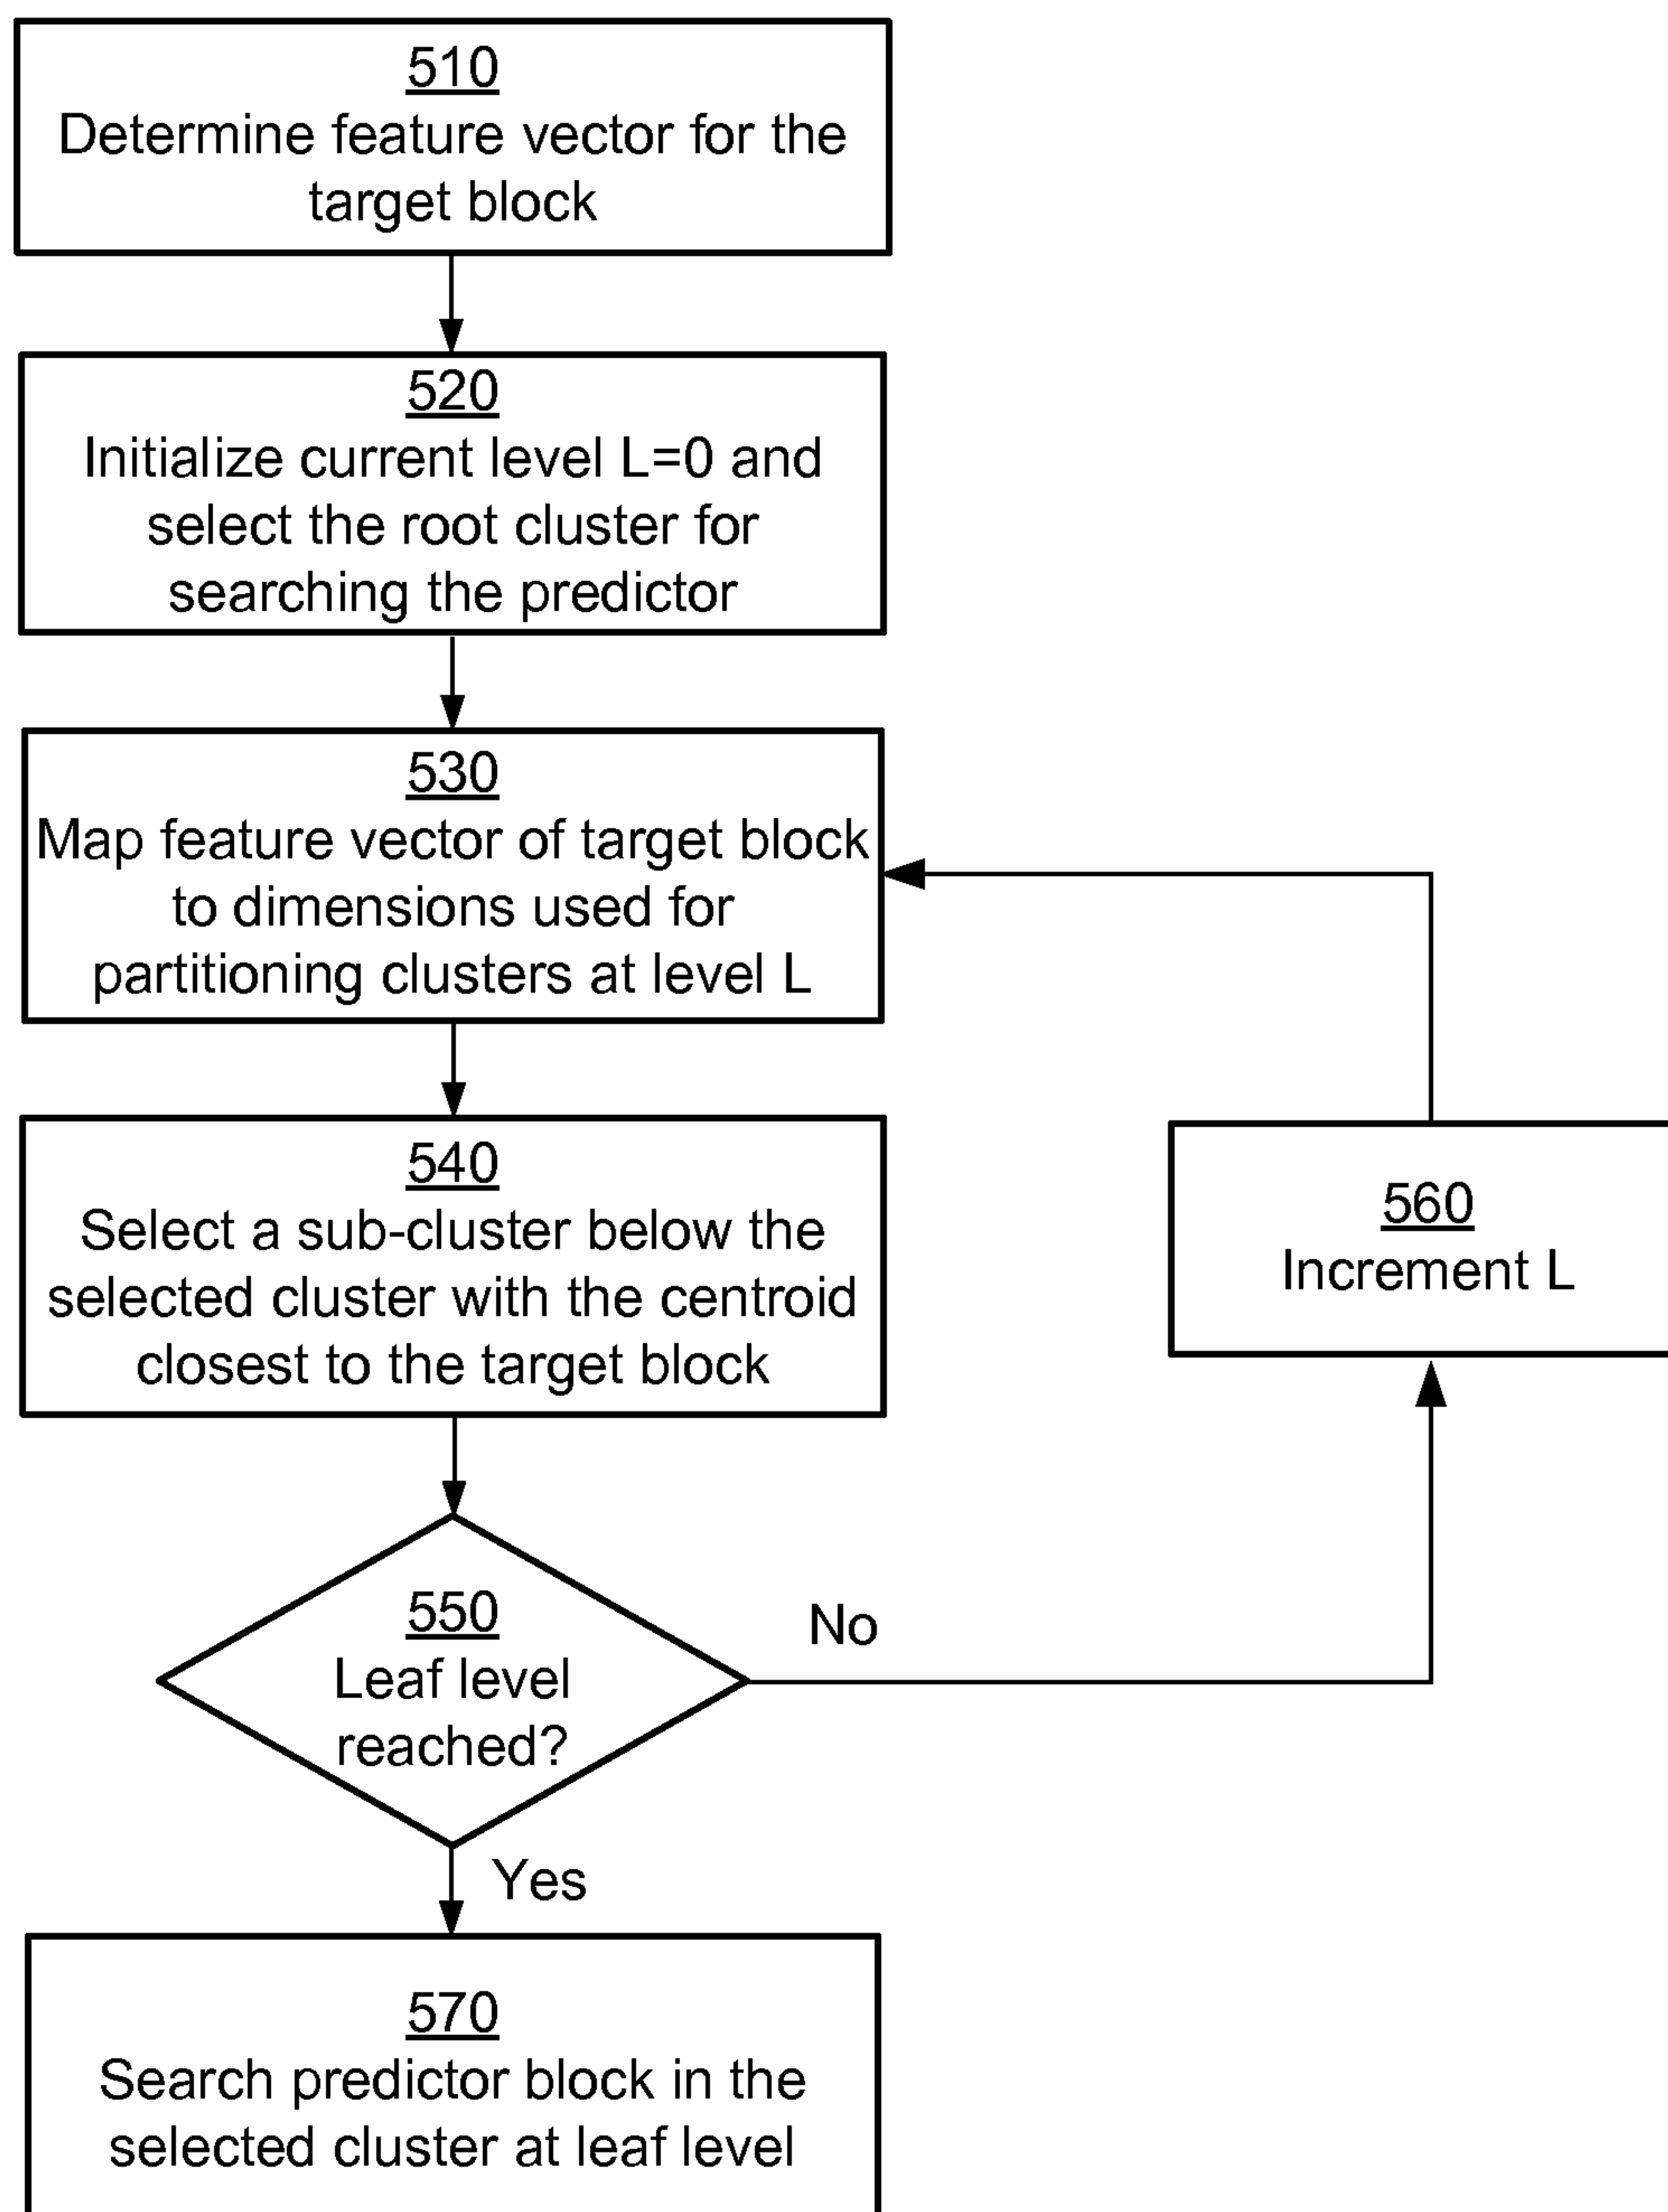 510
Determine feature vector for the
target block
520
Initialize current level L=0 and
select the root cluster for
searching the predictor
530
Map feature vector of target block
to dimensions used for
partitioning clusters at level L
540
Select a sub-cluster below the
selected cluster with the centroid
closest to the target block
560
Increment L
550
Leaf level
reached?
No
Yes
570
Search predictor block in the
selected cluster at leaf level